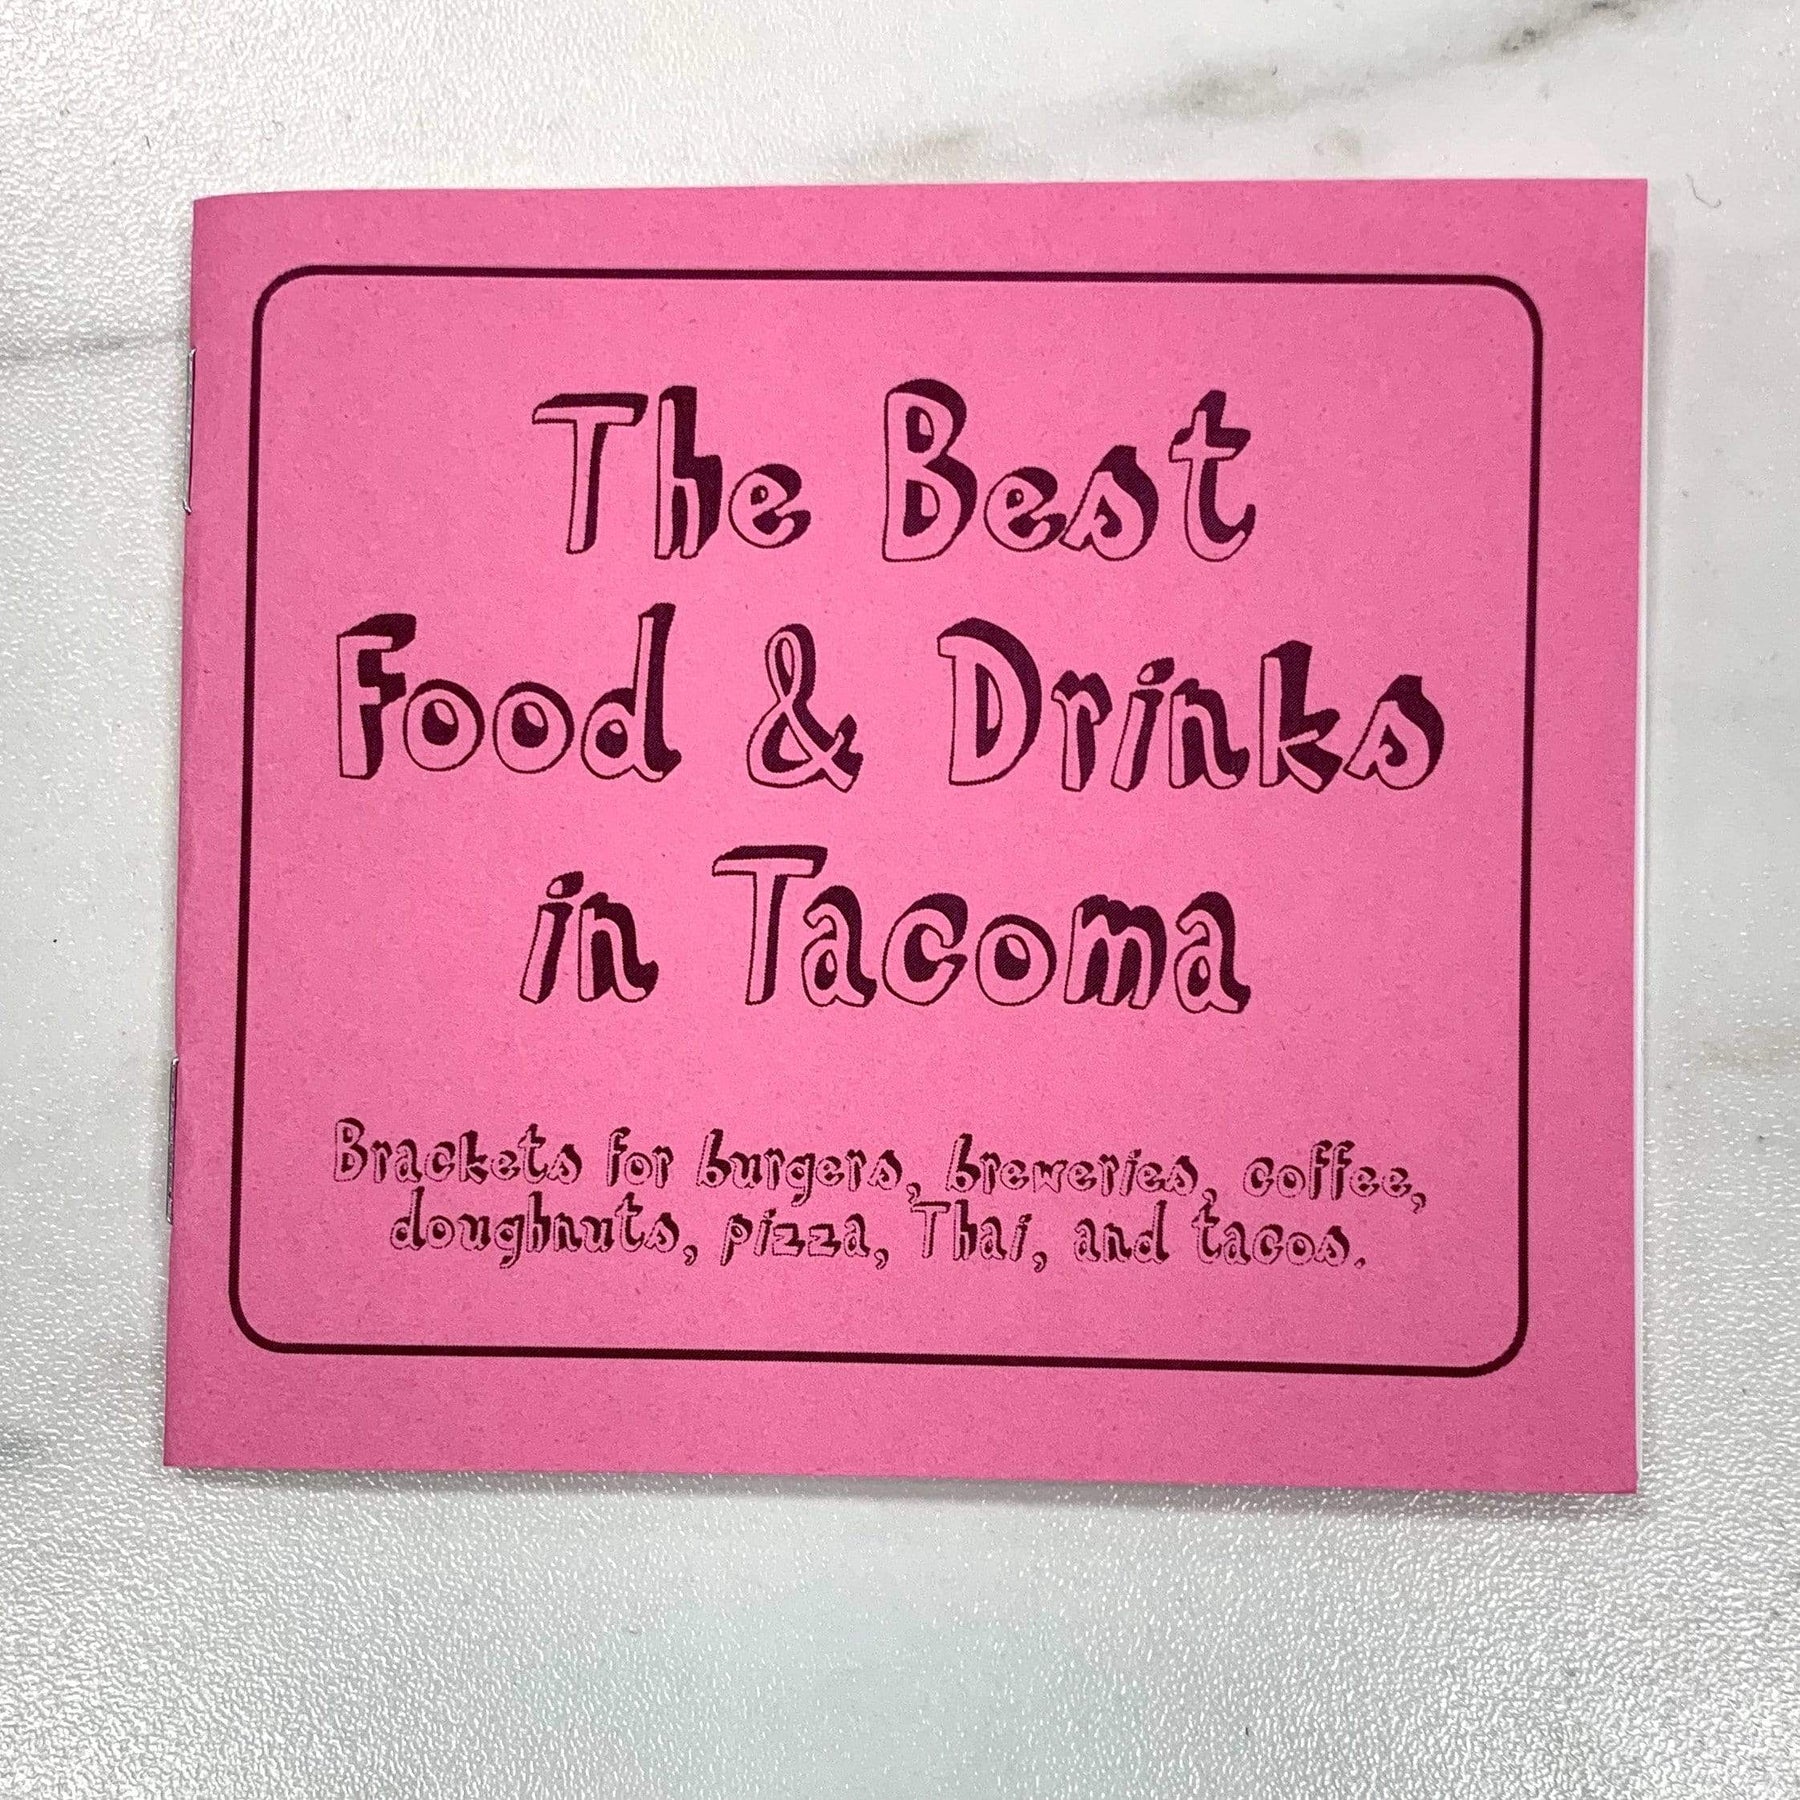 The Best
Food & Drinks
in Tacoma
Brackets for burgers, breweries, coffee,
doughnuts, pizza, Thai, and tacos.